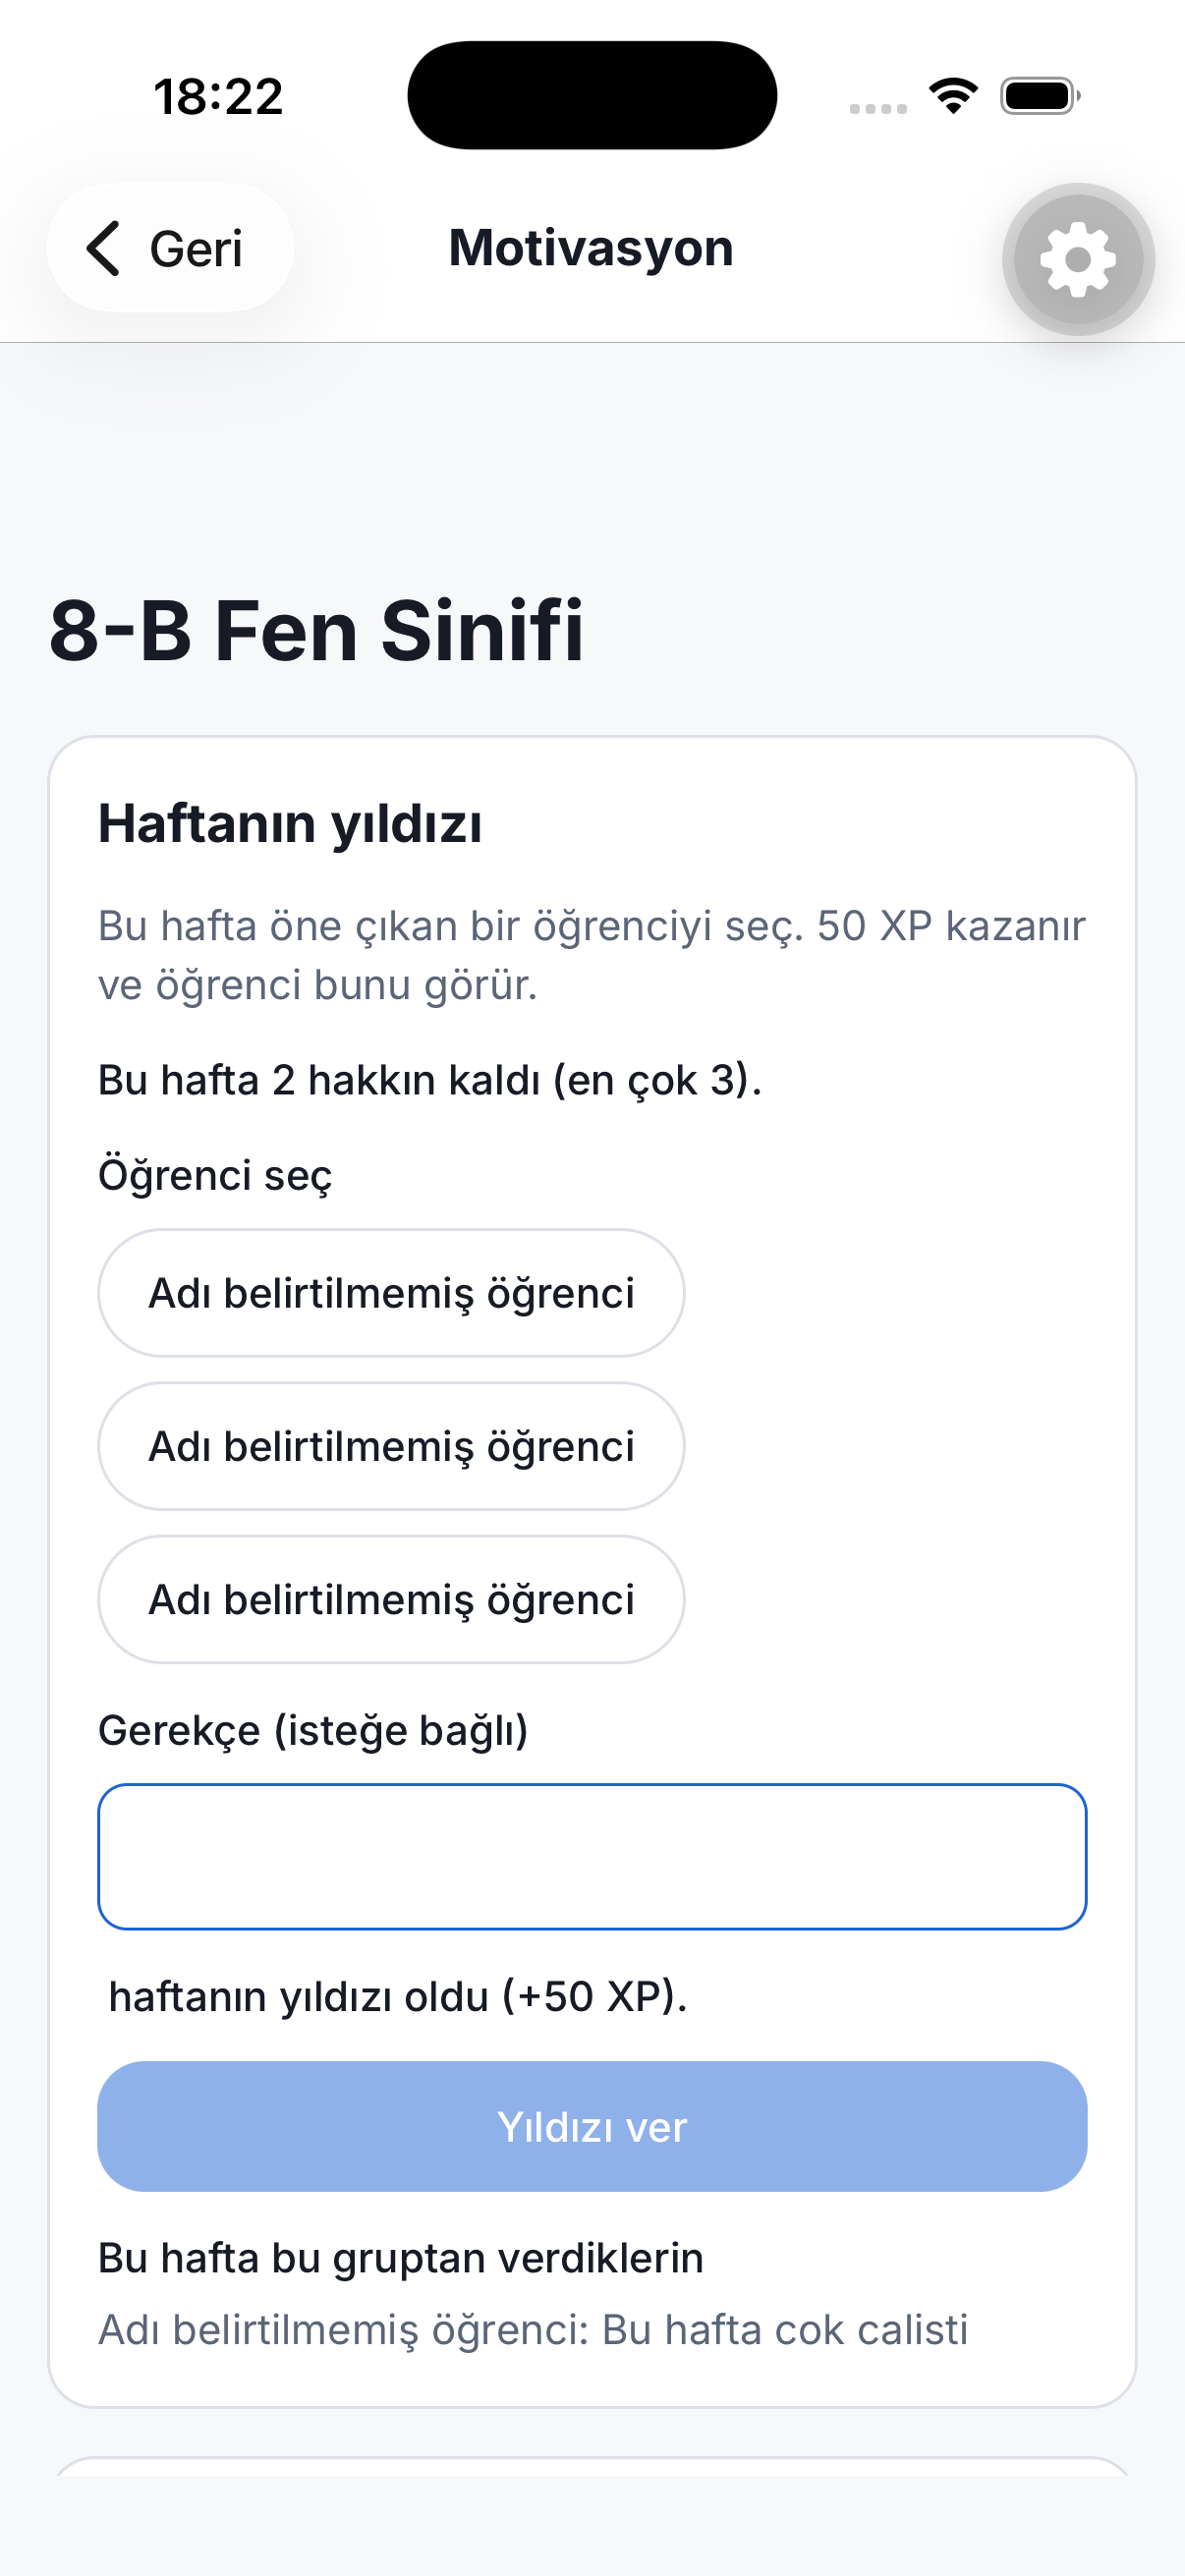 18:22
Geri
Motivasyon
8-B Fen Sinifi
Haftanın yıldızı
Bu hafta öne çıkan bir öğrenciyi seç. 50 XP kazanır
ve öğrenci bunu görür.
Bu hafta 2 hakkın kaldı (en çok 3).
Öğrenci seç
Adı belirtilmemiş öğrenci
Adı belirtilmemiş öğrenci
Adı belirtilmemiş öğrenci
Gerekçe (isteğe bağlı)
haftanın yıldızı oldu (+50 XP).
Yıldızı ver
Bu hafta bu gruptan verdiklerin
Adı belirtilmemiş öğrenci: Bu hafta cok calisti